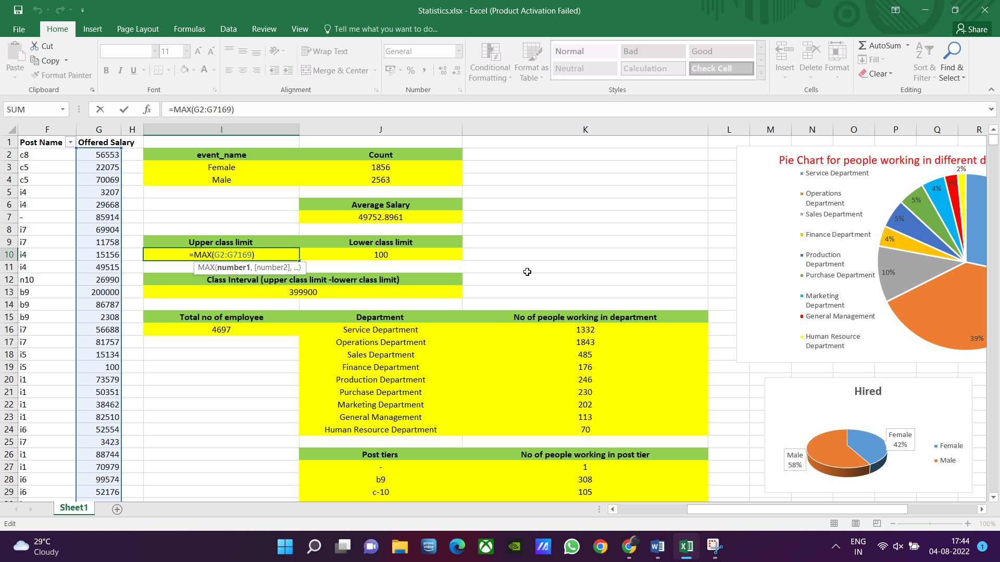 Statistics.xlsx - Excel (Product Activation Failed)
File Home Insert Page Layout Formulas Data Review View Tell me what you want to do... Share
Paste Cut Copy Format Painter
11 B I U A A A
Wrap Text Merge & Center
General % ,
Conditional Formatting Format as Table
Normal Bad Good
Neutral Calculation Check Cell
Insert Delete Format
AutoSum Fill Clear Sort & Filter Find & Select
Clipboard Font Alignment Number Styles Cells Editing
SUM fx =MAX(G2:G7169)
F G H I J K L M N O P Q R
1 Post Name Offered Salary
2 c8 56553 event_name Count
3 c5 22075 Female 1856
4 c5 70069 Male 2563
5 i4 3207
6 i4 29668 Average Salary
7 - 85914 49752.8961
8 i7 69904
9 i7 11758 Upper class limit Lower class limit
10 i4 15156 =MAX(G2:G7169) 100
11 i4 49515 MAX(number1, [number2], ...)
12 n10 26990 Class Interval (upper class limit -lowerr class limit)
13 b9 200000 399900
14 b9 86787
15 b9 2308 Total no of employee Department No of people working in department
16 i7 56688 4697 Service Department 1332
17 i7 81757 Operations Department 1843
18 i5 15134 Sales Department 485
19 i5 100 Finance Department 176
20 i1 73579 Production Department 246
21 i1 50351 Purchase Department 230
22 i1 38462 Marketing Department 202
23 i1 82510 General Management 113
24 i6 52554 Human Resource Department 70
25 i7 3423
26 i1 88744 Post tiers No of people working in post tier
27 i1 70979 - 1
28 i6 99574 b9 308
29 i6 52176 c-10 105
Pie Chart for people working in different d
Service Department
Operations
Department
Sales Department
Finance Department
Production
Department
Purchase Department
Marketing
Department
General Management
Human Resource
Department
2%
3%
4%
5%
5%
4%
10%
39%
Hired
Female
42%
Male
58%
Female
Male
Sheet1
Edit 100%
29°C
Cloudy
prime
video
ENG
IN
17:44
04-08-2022
1